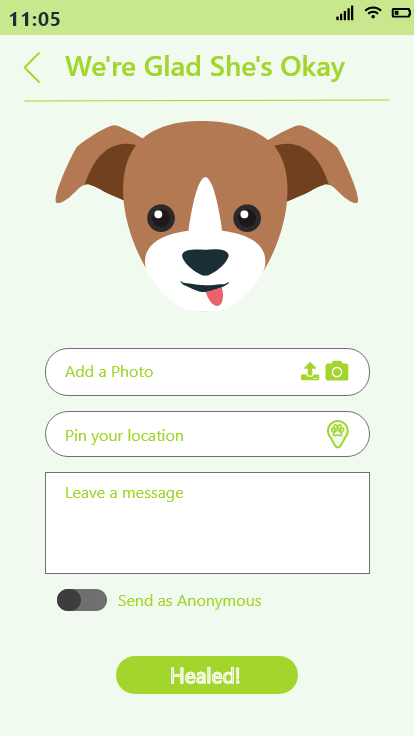 11:05
We're Glad She's Okay
Add a Photo
Pin your location
Leave a message
Send as Anonymous
Healed!